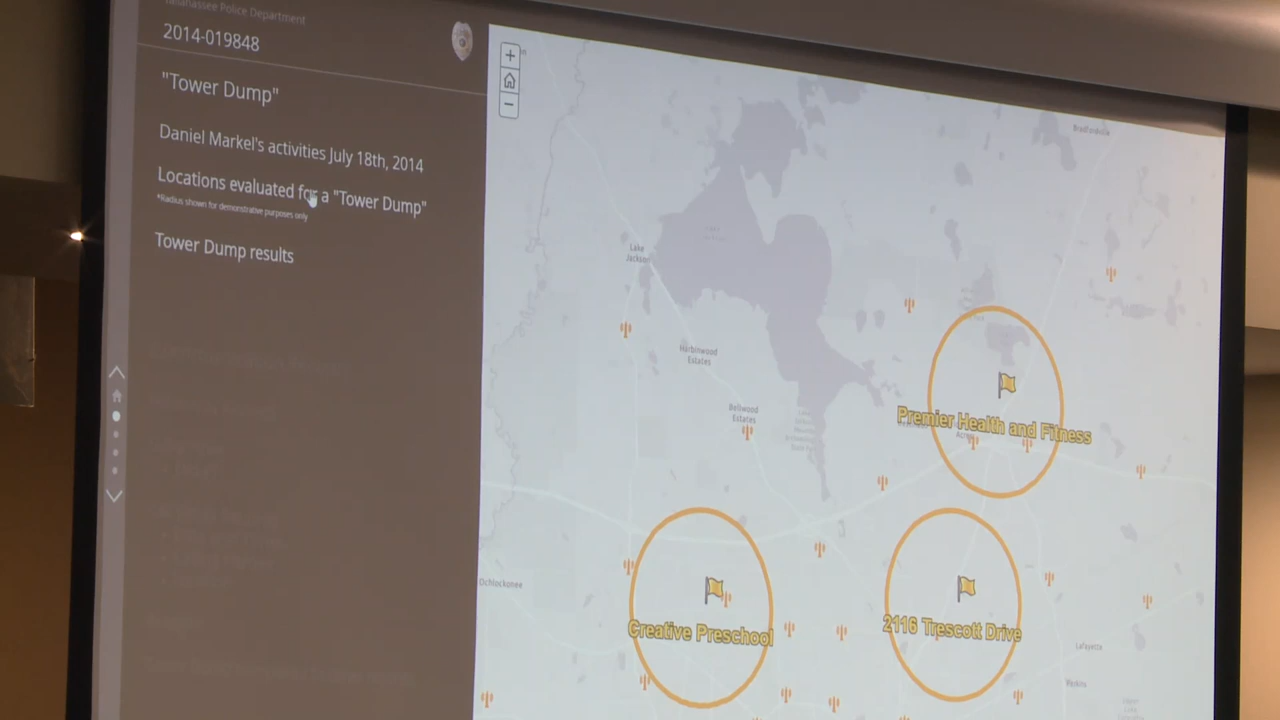 Tallahassee Police Department
2014-019848
"Tower Dump"
Daniel Markel's activities July 18th, 2014
Locations evaluated for a "Tower Dump"
*Radius shown for demonstrative purposes only
Tower Dump results
+
−
Bradfordville
Lake
Jackson
Harbinwood
Estates
Bellwood
Estates
Premier Health and Fitness
Acres
Ochlockonee
Creative Preschool
2116 Trescott Drive
Lafayette